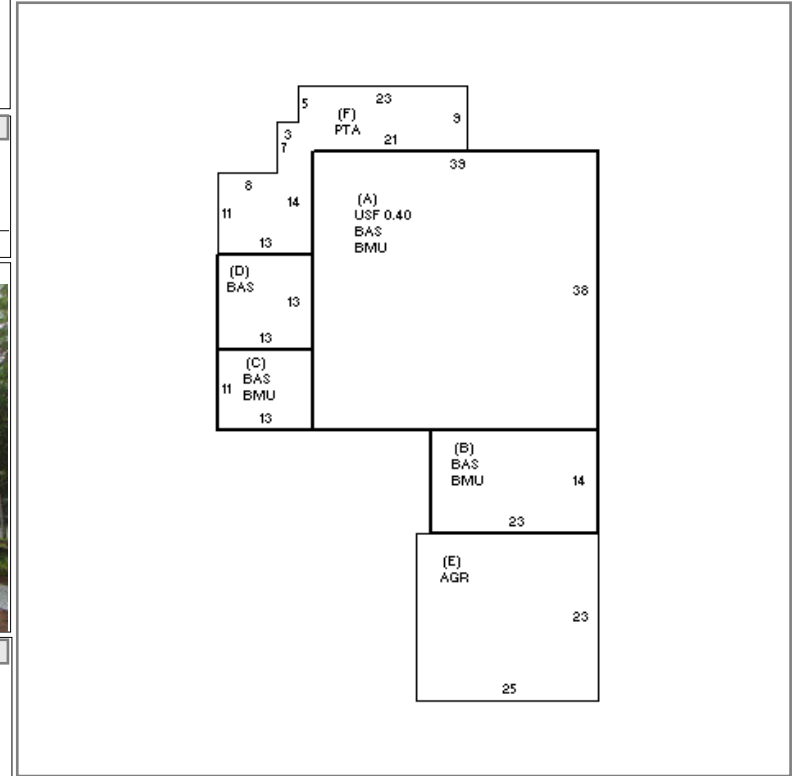 23
5
9
(F)
PTA
3
21
7
39
8
14
(A)
11
USF 0.40
BAS
BMU
13
(D)
BAS
13
38
13
(C)
BAS
11
BMU
13
(B)
BAS
BMU
14
23
(E)
AGR
23
25